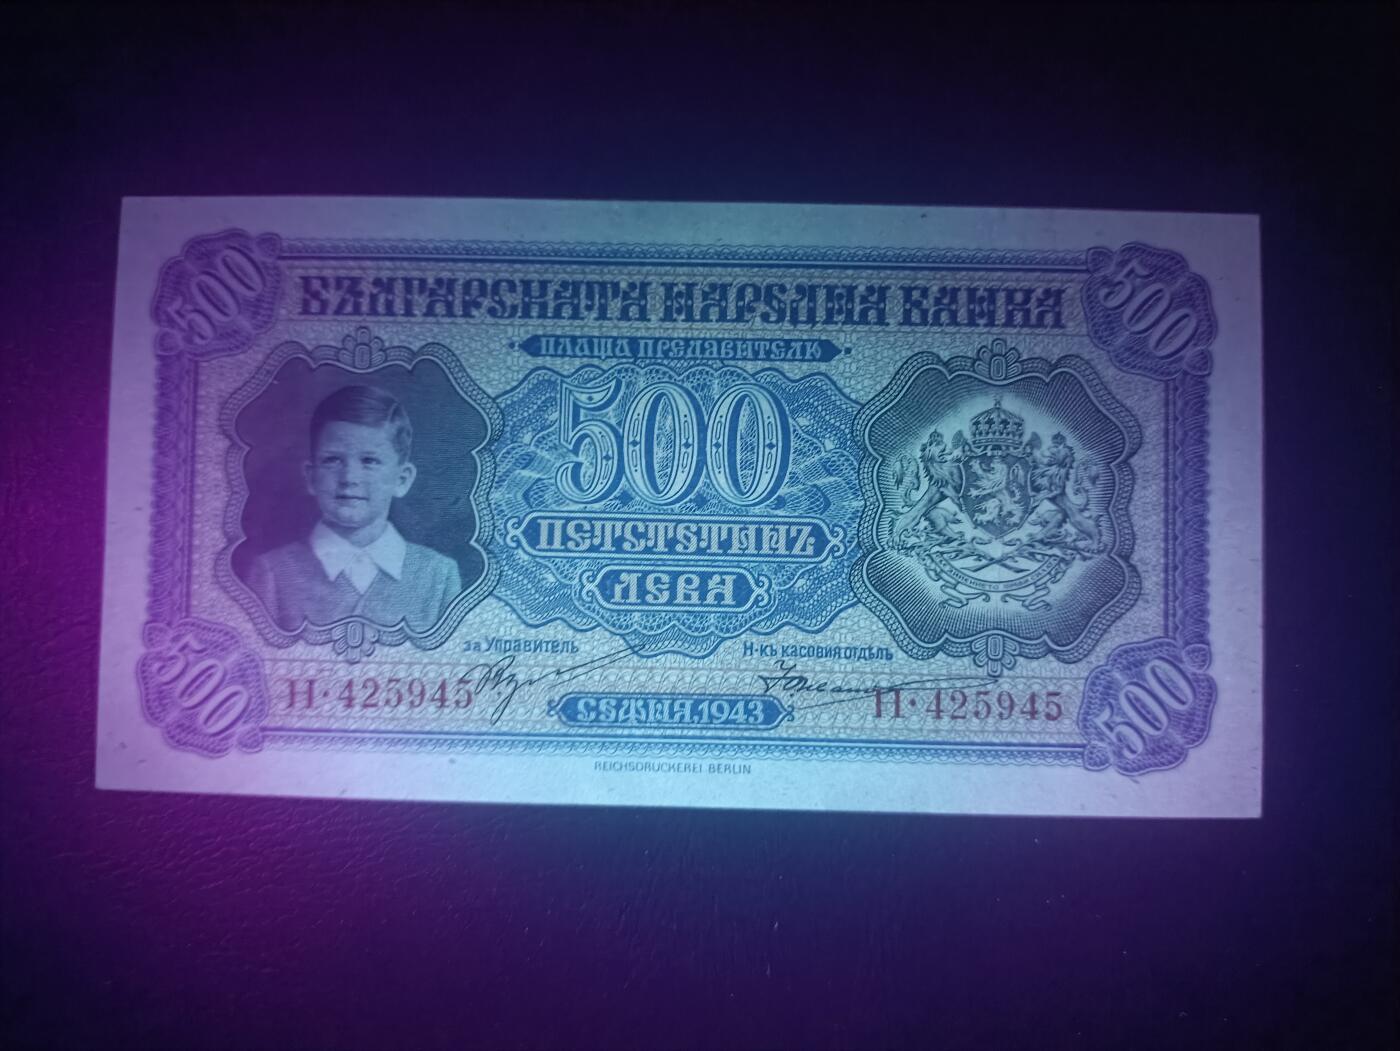 500
500
БЪЛГАРСКАТА НАРОДНА БАНКА
ПЛАЩА ПРЕДАВИТЕЛЮ
500
ПЕТСТОТИНЪ
ЛЕВА
за Управитель
Н-къ касовия отдѣлъ
Н·425945
СОФИЯ,1943
Н·425945
500
500
REICHSDRUCKEREI BERLIN